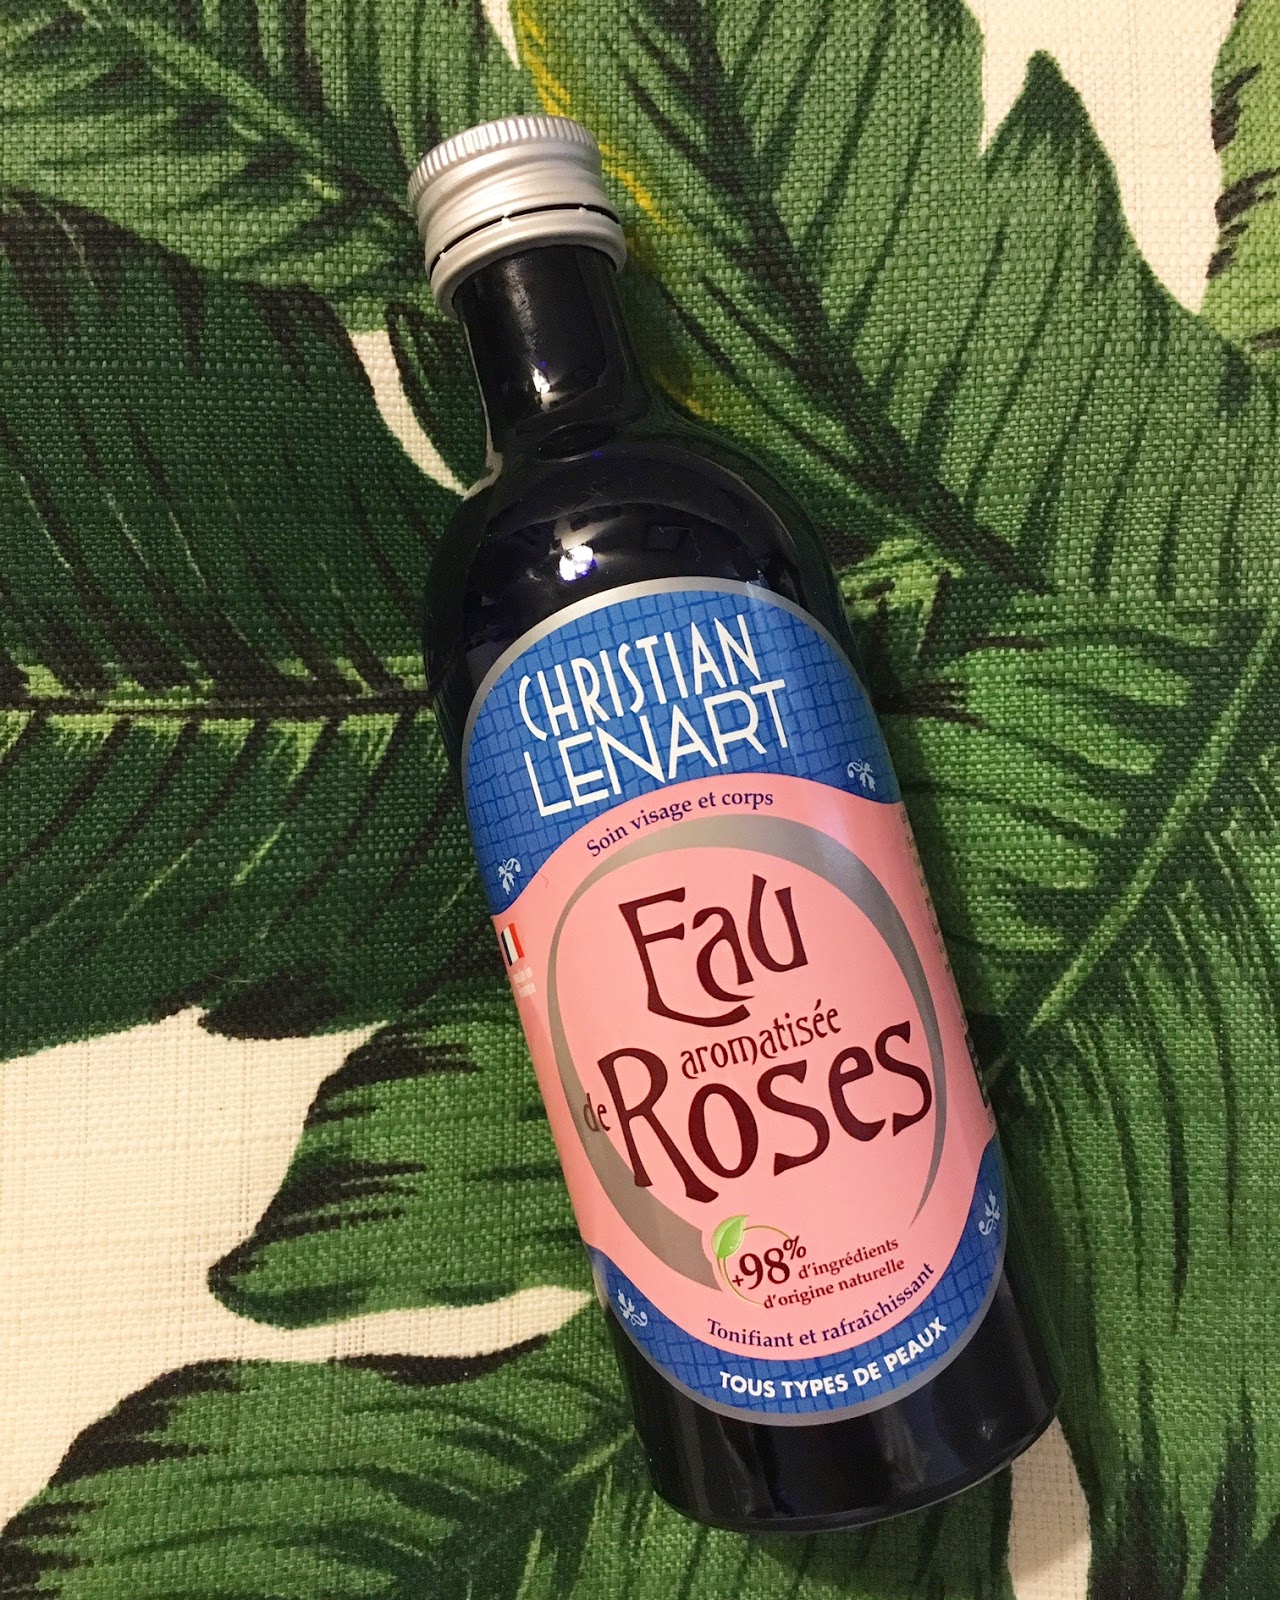 CHRISTIAN
LENART
Soin visage et corps
Eau
aromatisée
de Roses
+98%
d'ingrédients
d'origine naturelle
Tonifiant et rafraîchissant
TOUS TYPES DE PEAUX